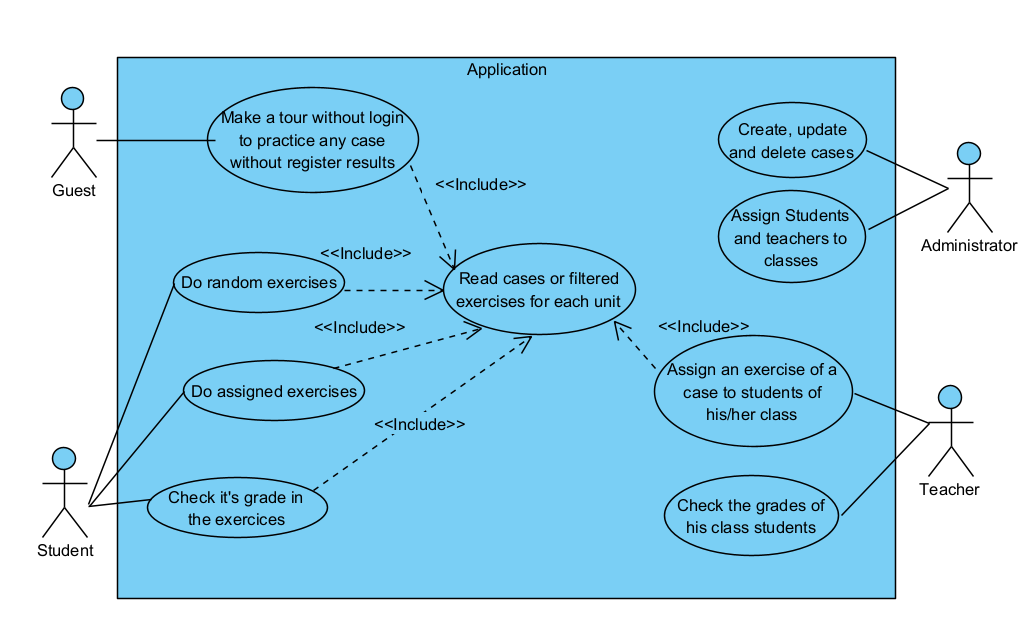 Application
Make a tour without login
to practice any case
without register results
Guest
<<Include>>
Create, update
and delete cases
Assign Students
and teachers to
classes
Administrator
<<Include>>
Do random exercises
Read cases or filtered
exercises for each unit
<<Include>>
<<Include>>
Do assigned exercises
Assign an exercise of a
case to students of
his/her class
<<Include>>
Check it's grade in
the exercices
Student
Teacher
Check the grades of
his class students